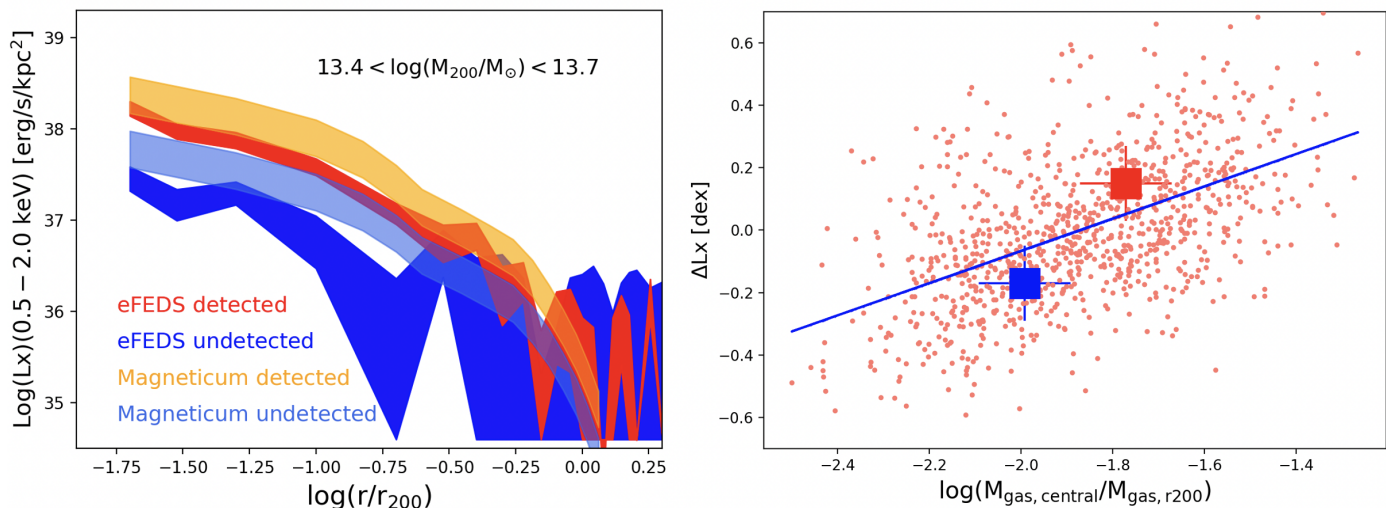 Log(Lx)(0.5 − 2.0 keV) [erg/s/kpc²]
39
38
37
36
35
13.4 < log(M₂₀₀/M☉) < 13.7
eFEDS detected
eFEDS undetected
Magneticum detected
Magneticum undetected
−1.75 −1.50 −1.25 −1.00 −0.75 −0.50 −0.25 0.00 0.25
log(r/r₂₀₀)
ΔLx [dex]
0.6
0.4
0.2
0.0
−0.2
−0.4
−0.6
−2.4 −2.2 −2.0 −1.8 −1.6 −1.4
log(M_gas, central/M_gas, r200)